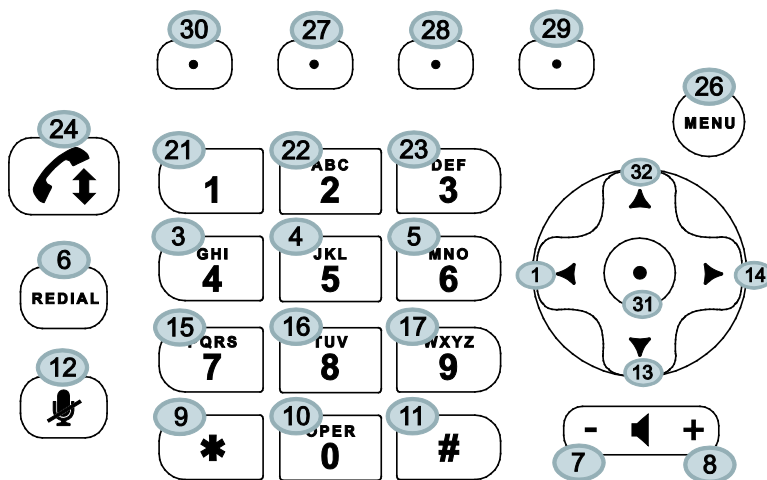 30 27 28 29
26
MENU
24
21 22 23
ABC DEF
1 2 3
32
3 4 5
GHI JKL MNO
4 5 6
6
REDIAL
1 14
31
15 16 17
QRS TUV WXYZ
7 8 9
12
13
9 10 11
OPER
* 0 #
- +
7 8